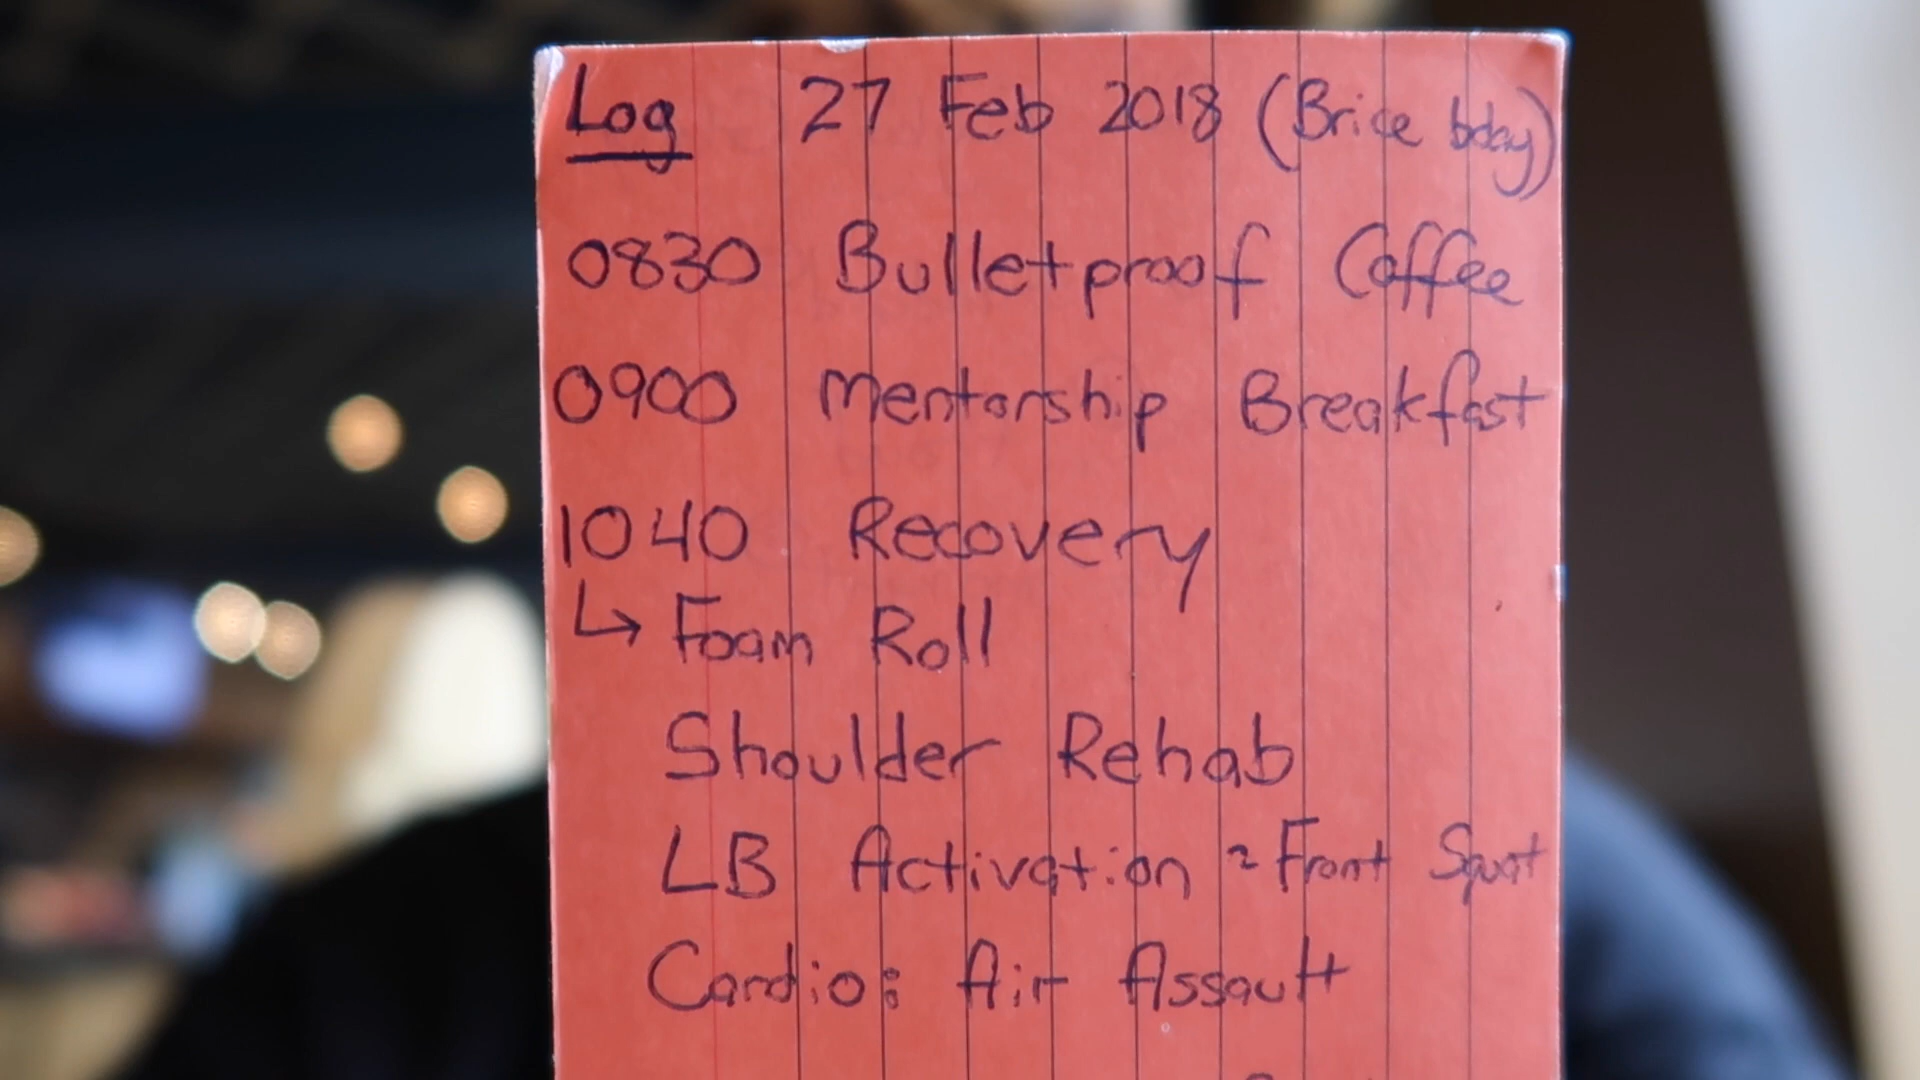 Log 27 Feb 2018 (Brice bday)
0830 Bulletproof Coffee
0900 Mentorship Breakfast
1040 Recovery
↳ Foam Roll
Shoulder Rehab
LB Activation ~ Front Squat
Cardio: Air Assault